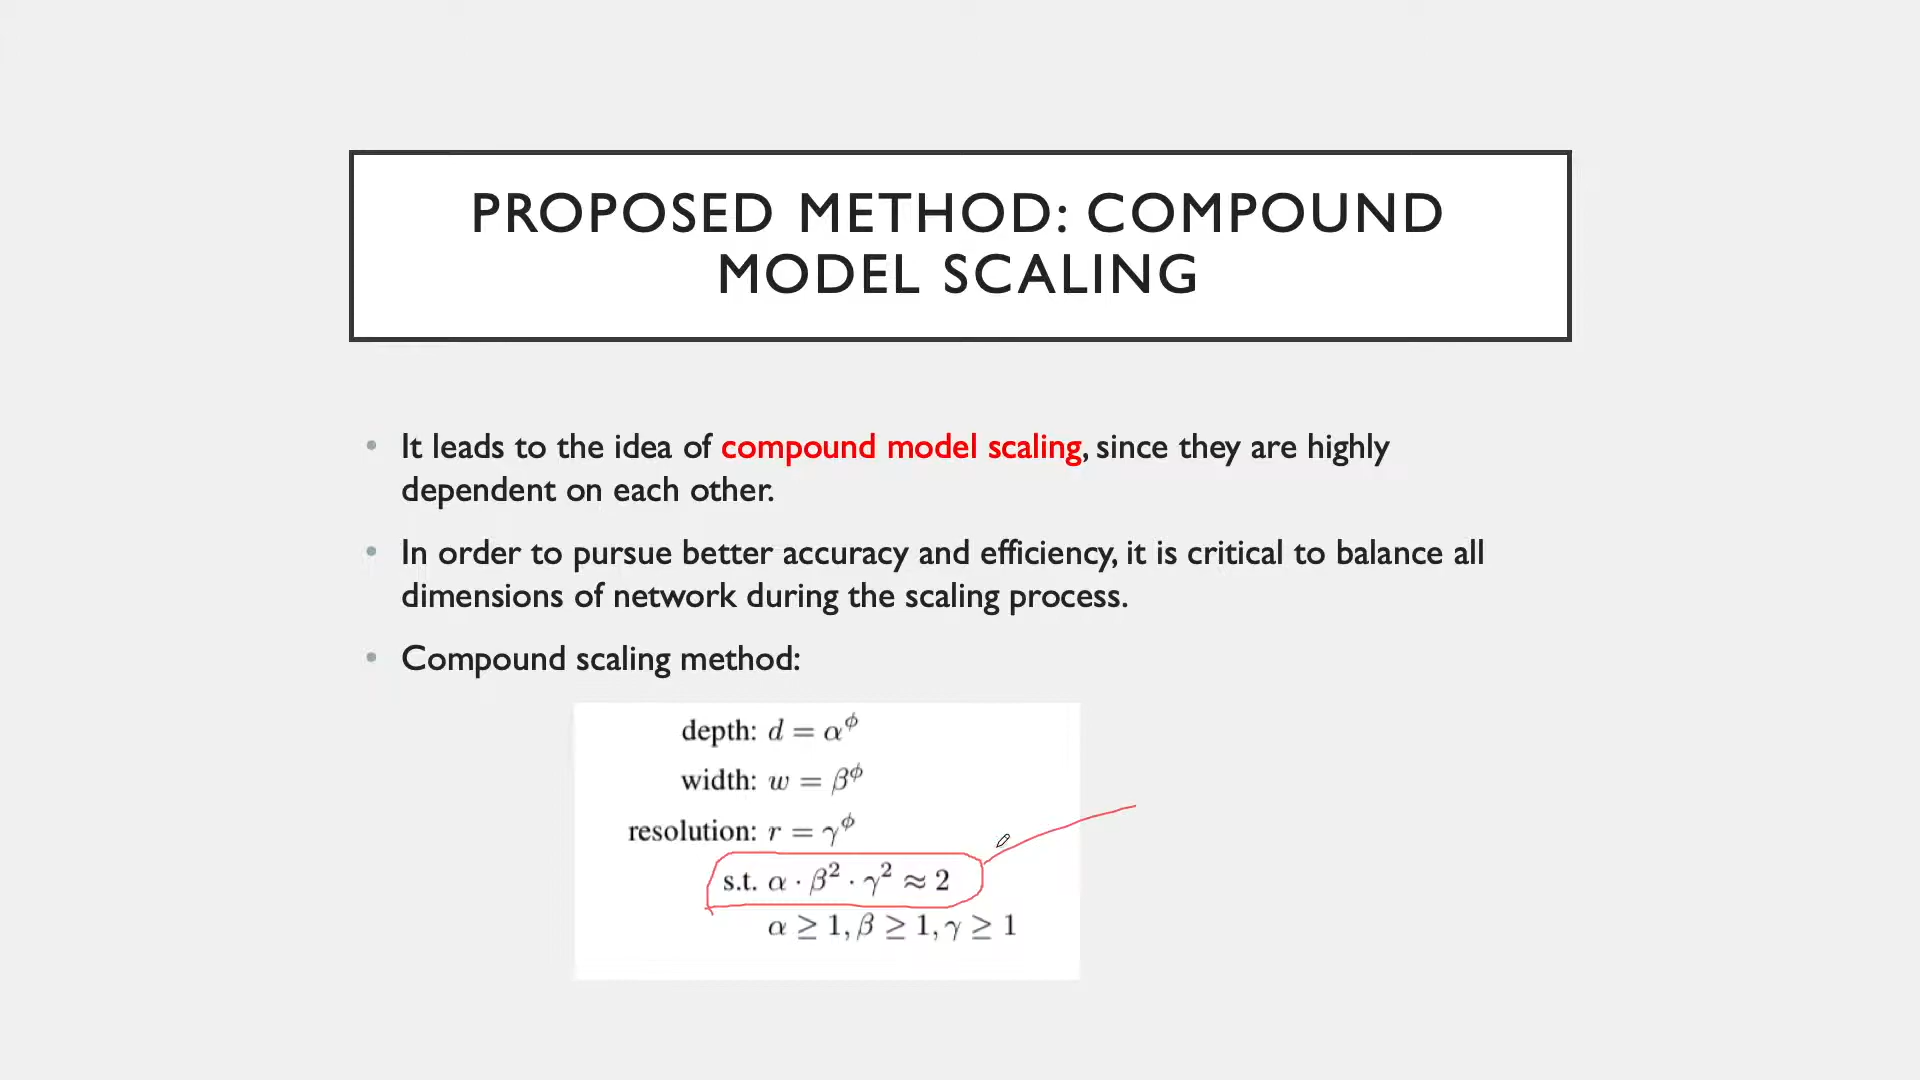 PROPOSED METHOD: COMPOUND
MODEL SCALING
• It leads to the idea of compound model scaling, since they are highly
dependent on each other.
• In order to pursue better accuracy and efficiency, it is critical to balance all
dimensions of network during the scaling process.
• Compound scaling method:
depth: d = α^ϕ
width: w = β^ϕ
resolution: r = γ^ϕ
s.t. α · β² · γ² ≈ 2
α ≥ 1, β ≥ 1, γ ≥ 1